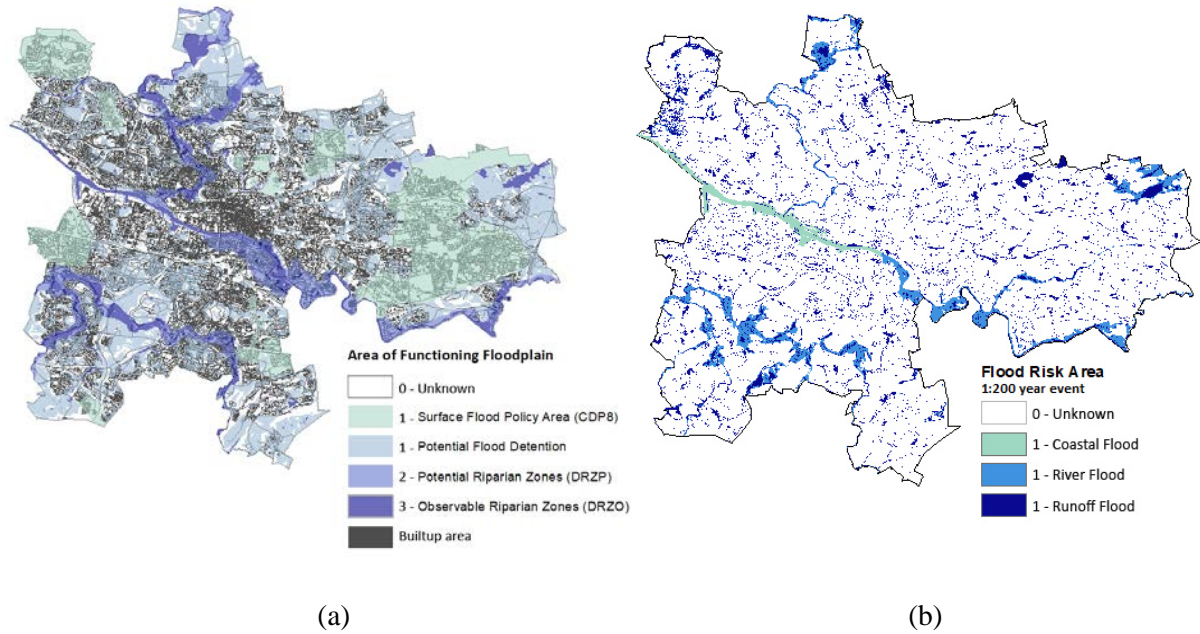 Area of Functioning Floodplain
0 - Unknown
1 - Surface Flood Policy Area (CDP8)
1 - Potential Flood Detention
2 - Potential Riparian Zones (DRZP)
3 - Observable Riparian Zones (DRZO)
Builtup area
Flood Risk Area
1:200 year event
0 - Unknown
1 - Coastal Flood
1 - River Flood
1 - Runoff Flood
(a)
(b)